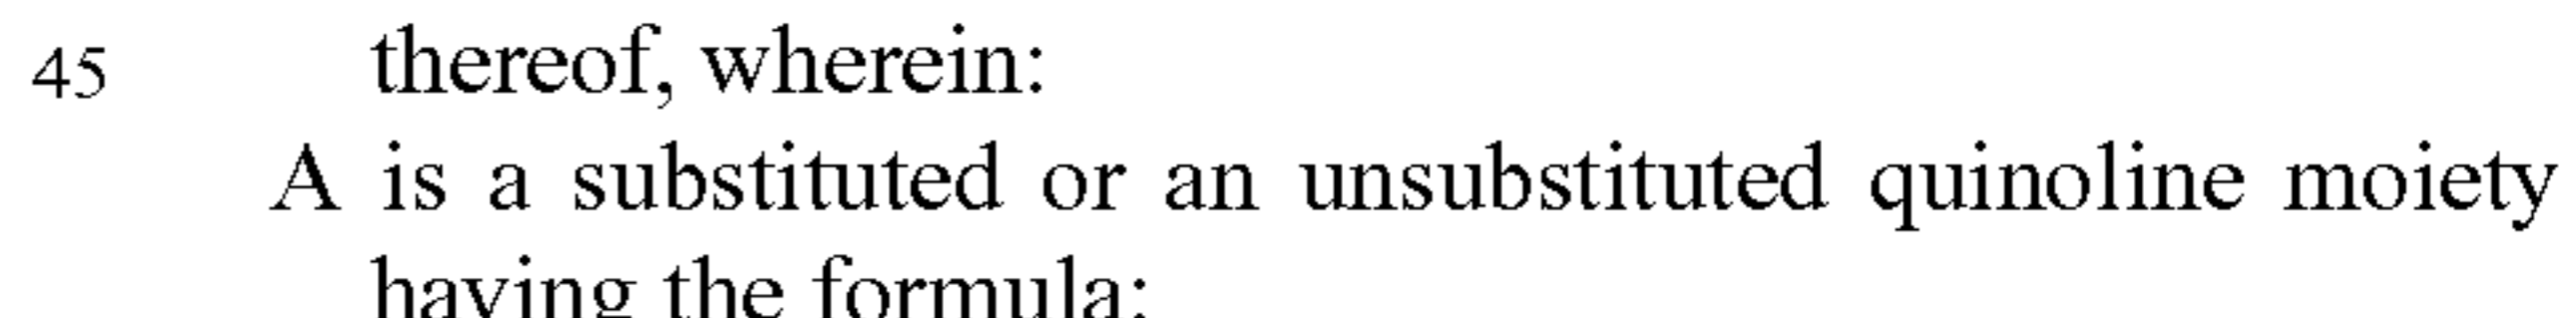 45 thereof, wherein:
A is a substituted or an unsubstituted quinoline moiety
having the formula: